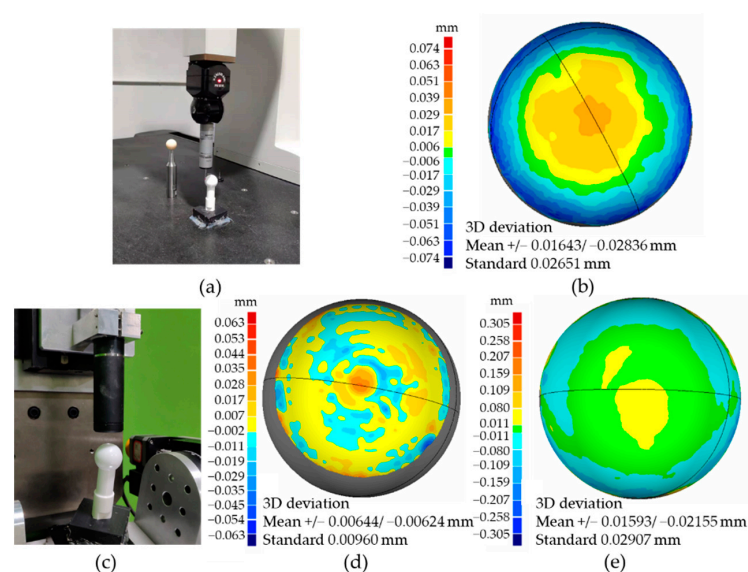 mm
0.074
0.063
0.051
0.040
0.029
0.017
0.006
−0.006
−0.017
−0.029
−0.039
−0.051
−0.063
−0.074
3D deviation
Mean +/− 0.01643/ −0.02836 mm
Standard 0.02651 mm
(a)
(b)
mm
0.063
0.053
0.044
0.035
0.028
0.017
0.007
−0.002
−0.011
−0.019
−0.029
−0.035
−0.045
−0.054
−0.063
3D deviation
Mean +/− 0.00644/ −0.00624 mm
Standard 0.00960 mm
mm
0.305
0.258
0.207
0.109
0.080
0.011
−0.011
−0.080
−0.109
−0.159
−0.207
−0.258
−0.305
3D deviation
Mean +/− 0.01593/ −0.02155 mm
Standard 0.02907 mm
(c)
(d)
(e)